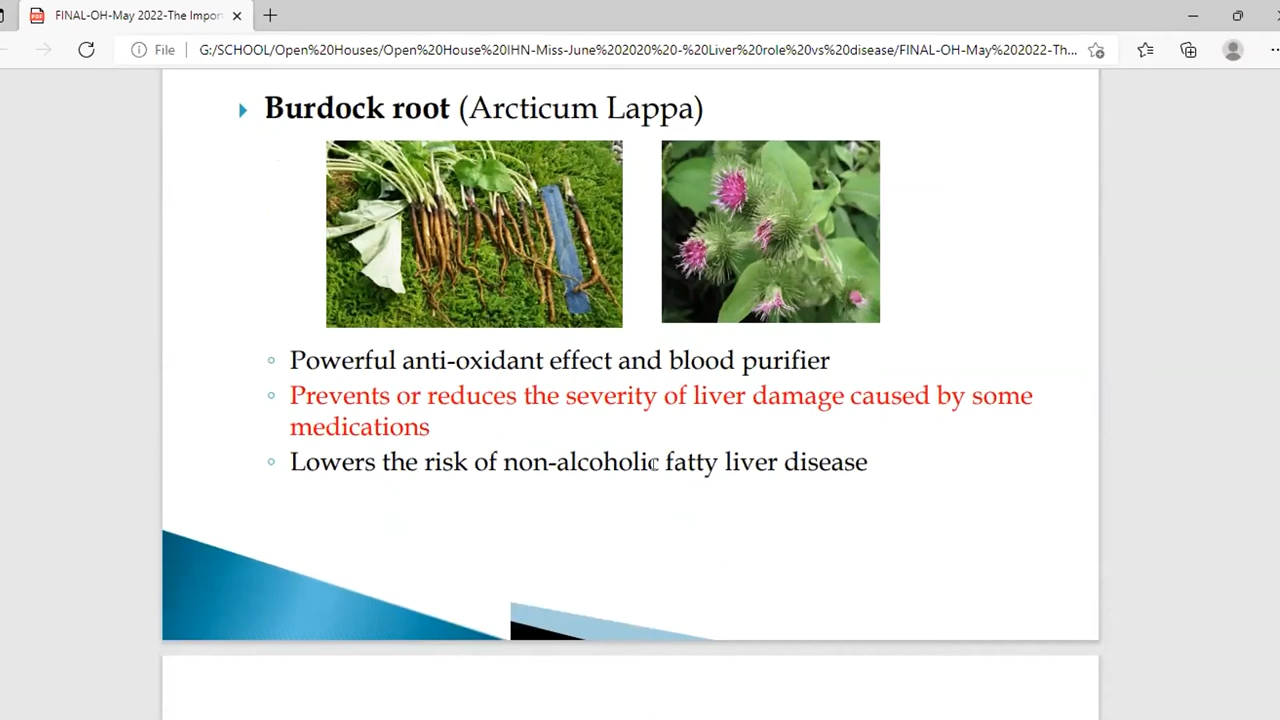 FINAL-OH-May 2022-The Impor
File
G:/SCHOOL/Open%20Houses/Open%20House%20IHN-Miss-June%202020%20-%20Liver%20role%20vs%20disease/FINAL-OH-May%202022-Th...
Burdock root (Arcticum Lappa)
Powerful anti-oxidant effect and blood purifier
Prevents or reduces the severity of liver damage caused by some
medications
Lowers the risk of non-alcoholic fatty liver disease